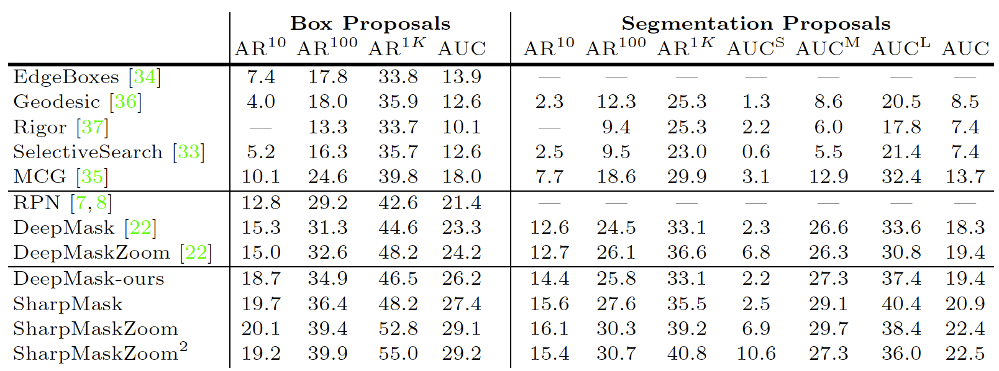 Box Proposals Segmentation Proposals
AR^10 AR^100 AR^1K AUC AR^10 AR^100 AR^1K AUC^S AUC^M AUC^L AUC
EdgeBoxes [34] 7.4 17.8 33.8 13.9 — — — — — — —
Geodesic [36] 4.0 18.0 35.9 12.6 2.3 12.3 25.3 1.3 8.6 20.5 8.5
Rigor [37] — 13.3 33.7 10.1 — 9.4 25.3 2.2 6.0 17.8 7.4
SelectiveSearch [33] 5.2 16.3 35.7 12.6 2.5 9.5 23.0 0.6 5.5 21.4 7.4
MCG [35] 10.1 24.6 39.8 18.0 7.7 18.6 29.9 3.1 12.9 32.4 13.7
RPN [7,8] 12.8 29.2 42.6 21.4 — — — — — — —
DeepMask [22] 15.3 31.3 44.6 23.3 12.6 24.5 33.1 2.3 26.6 33.6 18.3
DeepMaskZoom [22] 15.0 32.6 48.2 24.2 12.7 26.1 36.6 6.8 26.3 30.8 19.4
DeepMask-ours 18.7 34.9 46.5 26.2 14.4 25.8 33.1 2.2 27.3 37.4 19.4
SharpMask 19.7 36.4 48.2 27.4 15.6 27.6 35.5 2.5 29.1 40.4 20.9
SharpMaskZoom 20.1 39.4 52.8 29.1 16.1 30.3 39.2 6.9 29.7 38.4 22.4
SharpMaskZoom^2 19.2 39.9 55.0 29.2 15.4 30.7 40.8 10.6 27.3 36.0 22.5